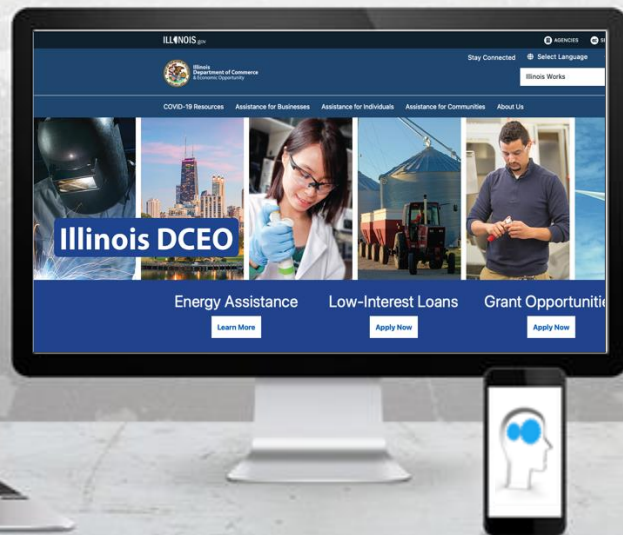 ILLINOIS.gov
AGENCIES
Stay Connected
Select Language
Illinois
Department of Commerce
& Economic Opportunity
Illinois Works
COVID-19 Resources Assistance for Businesses Assistance for Individuals Assistance for Communities About Us
Illinois DCEO
Energy Assistance Low-Interest Loans Grant Opportunitie
Learn More Apply Now Apply Now